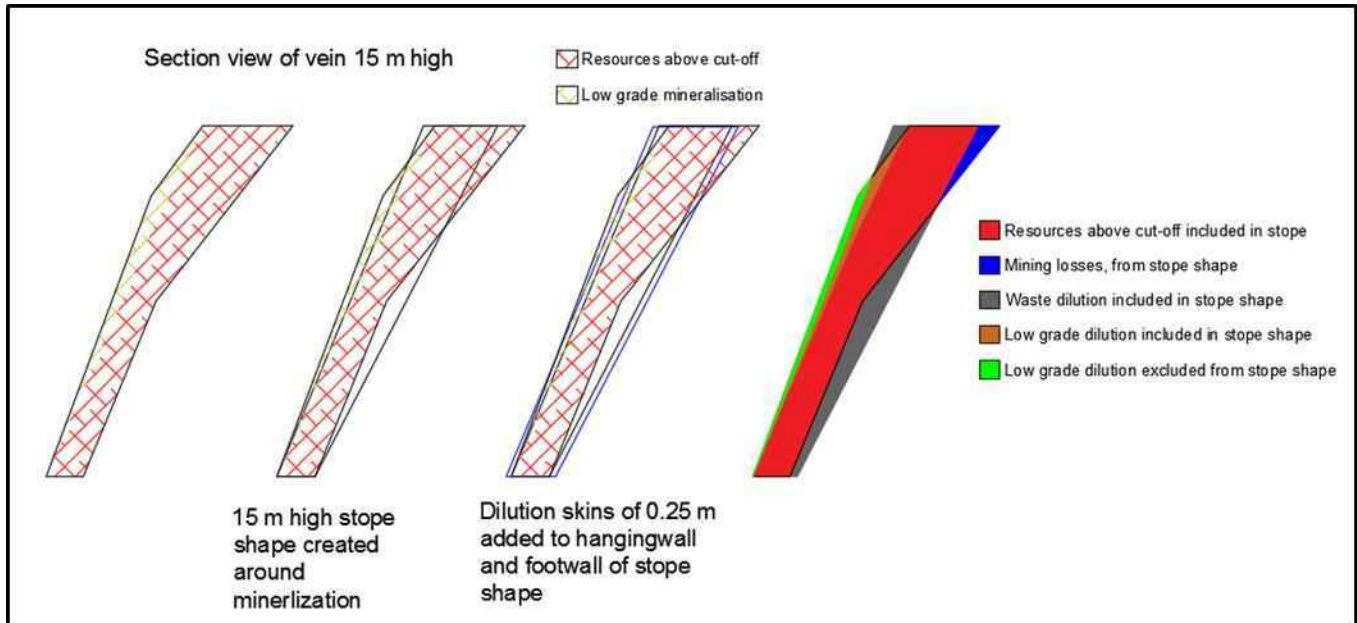 Section view of vein 15 m high
Resources above cut-off
Low grade mineralisation
Resources above cut-off included in stope
Mining losses, from stope shape
Waste dilution included in stope shape
Low grade dilution included in stope shape
Low grade dilution excluded from stope shape
15 m high stope
shape created
around
minerlization
Dilution skins of 0.25 m
added to hangingwall
and footwall of stope
shape